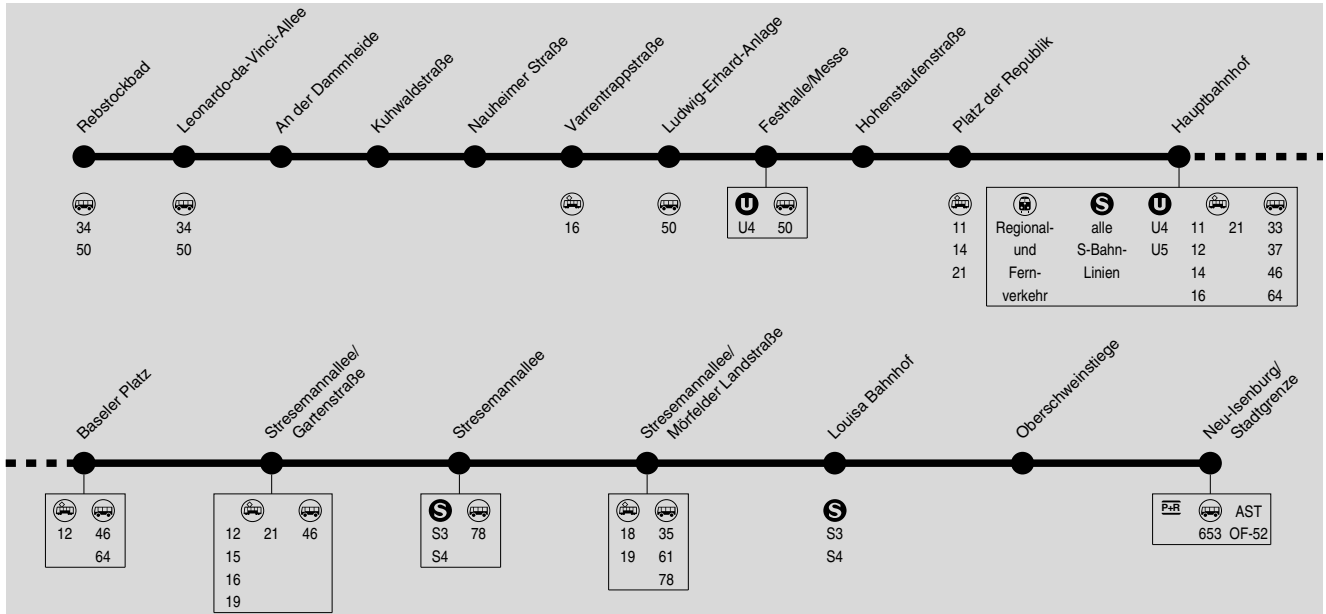 Rebstockbad
Leonardo-da-Vinci-Allee
An der Dammheide
Kuhwaldstraße
Nauheimer Straße
Varrentrappstraße
Ludwig-Erhard-Anlage
Festhalle/Messe
Hohenstaufenstraße
Platz der Republik
Hauptbahnhof
34
50
34
50
16
50
U
U4 50
11
14
21
S U
Regional- alle U4 11 21 33
und S-Bahn- U5 12 37
Fern- Linien 14 46
verkehr 16 64
Baseler Platz
Stresemannallee/
Gartenstraße
Stresemannallee
Stresemannallee/
Mörfelder Landstraße
Louisa Bahnhof
Oberschweinstiege
Neu-Isenburg/
Stadtgrenze
12 46
64
12 21 46
15
16
19
S
S3 78
S4
18 35
19 61
78
S
S3
S4
P+R AST
653 OF-52